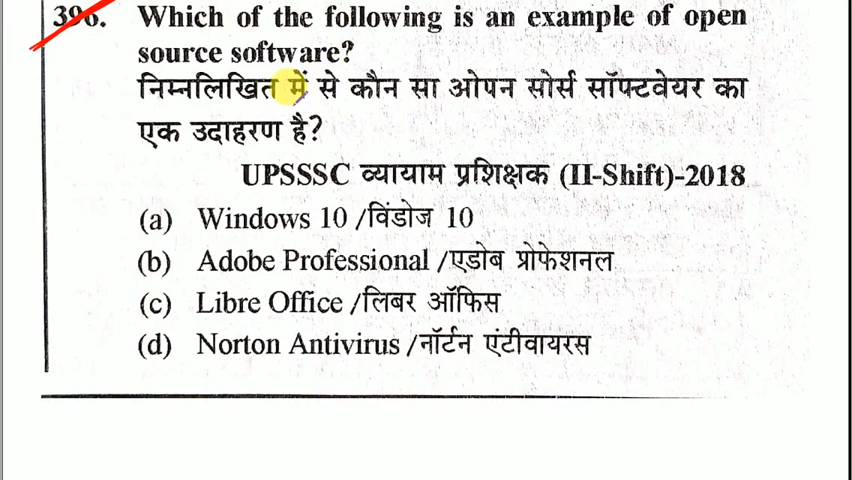 396. Which of the following is an example of open
source software?
निम्नलिखित में से कौन सा ओपन सोर्स सॉफ्टवेयर का
एक उदाहरण है?
UPSSSC व्यायाम प्रशिक्षक (II-Shift)-2018
(a) Windows 10 /विंडोज 10
(b) Adobe Professional /एडोब प्रोफेशनल
(c) Libre Office /लिबर ऑफिस
(d) Norton Antivirus /नॉर्टन एंटीवायरस